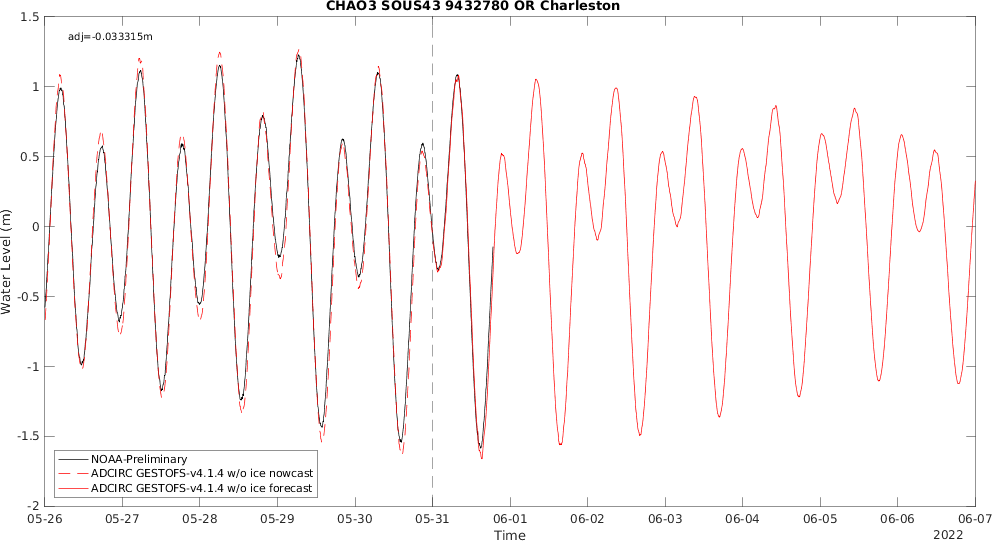 CHAO3 SOUS43 9432780 OR Charleston
adj=-0.033315m
Water Level (m)
1.5
1
0.5
0
-0.5
-1
-1.5
-2
NOAA-Preliminary
ADCIRC GESTOFS-v4.1.4 w/o ice nowcast
ADCIRC GESTOFS-v4.1.4 w/o ice forecast
05-26 05-27 05-28 05-29 05-30 05-31 06-01 06-02 06-03 06-04 06-05 06-06 06-07
Time
2022